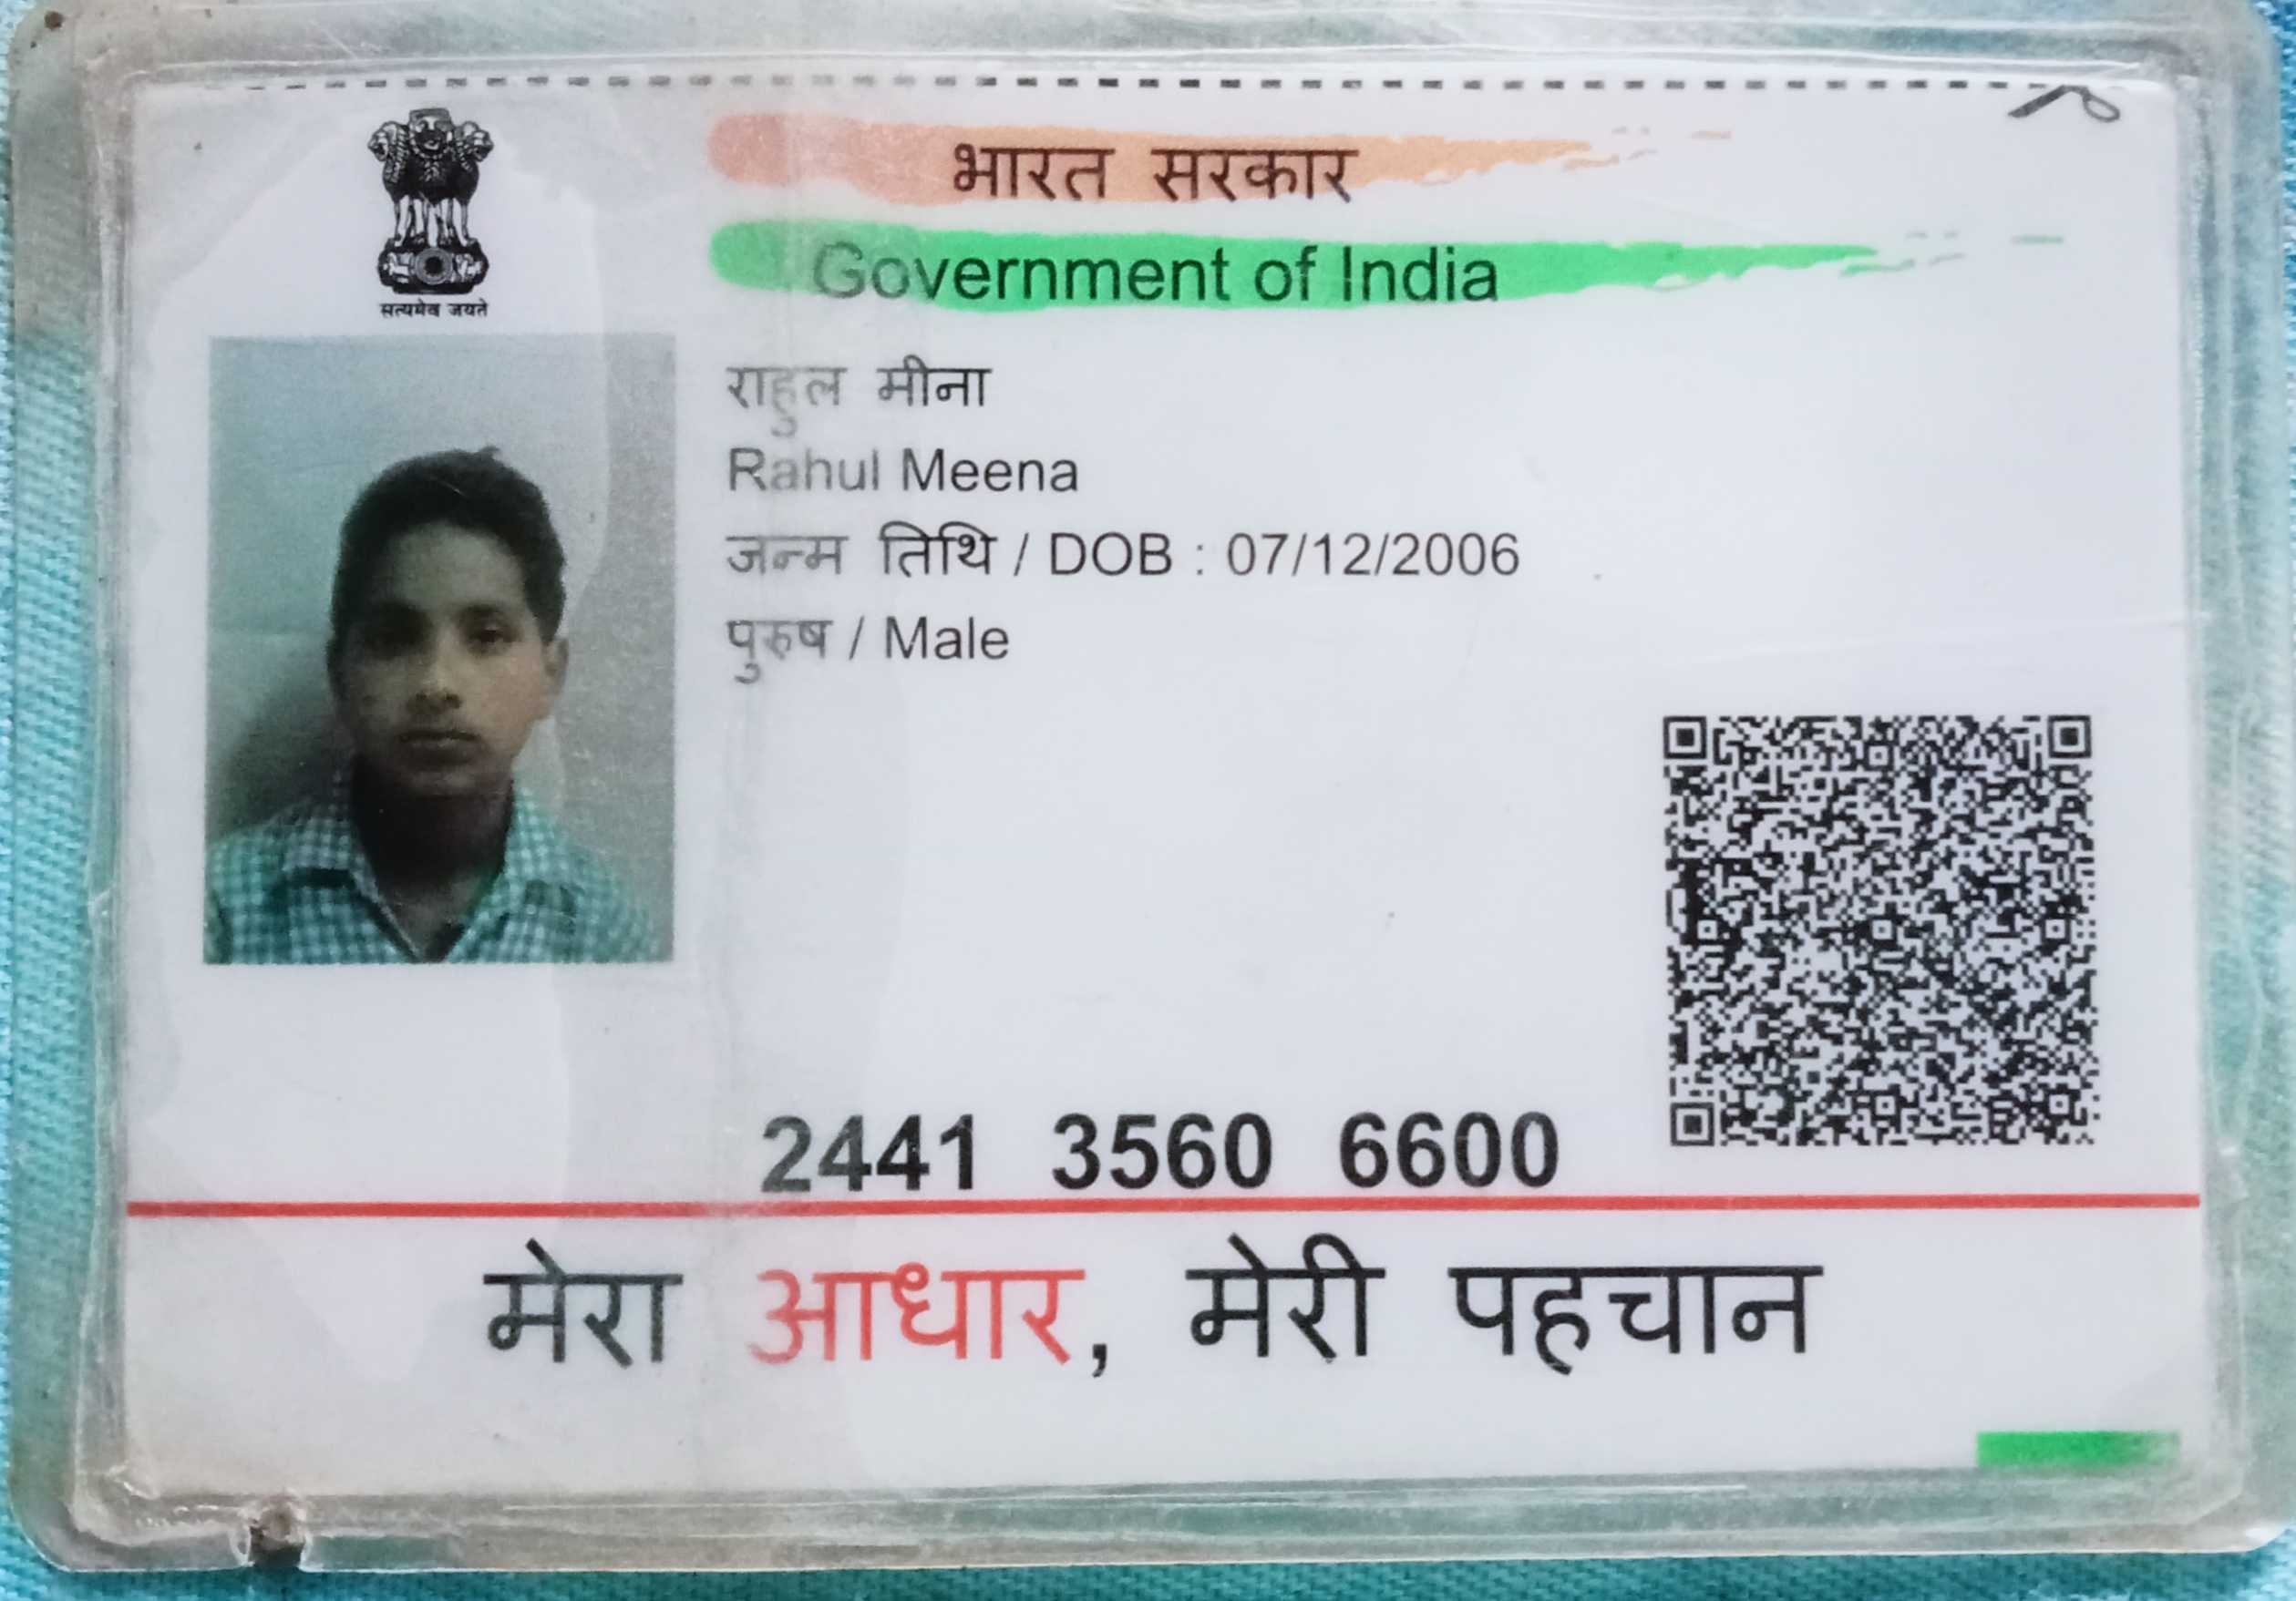 सत्यमेव जयते
भारत सरकार
Government of India
राहुल मीना
Rahul Meena
जन्म तिथि / DOB : 07/12/2006
पुरुष / Male
2441 3560 6600
मेरा आधार, मेरी पहचान